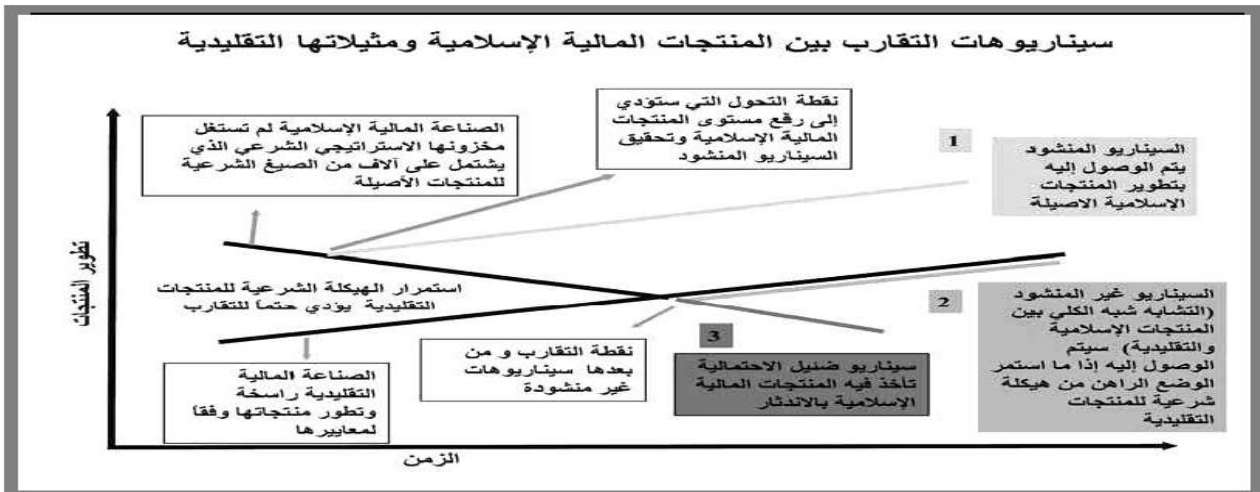 سيناريوهات التقارب بين المنتجات المالية الإسلامية ومثيلاتها التقليدية
الصناعة المالية الإسلامية لم تستغل
مخزونها الاستراتيجي الشرعي الذي
يشتمل على آلاف من الصيغ الشرعية
للمنتجات الأصيلة
نقطة التحول التي ستؤدي
إلى رفع مستوى المنتجات
المالية الإسلامية وتحقيق
السيناريو المنشود
1
السيناريو المنشود
يتم الوصول إليه
بتطوير المنتجات
الإسلامية الاصيلة
تطوير المنتجات
استمرار الهيكلة الشرعية للمنتجات
التقليدية يؤدي حتماً للتقارب
2
السيناريو غير المنشود
(التشابه شبه الكلي بين
المنتجات الإسلامية
والتقليدية) سيتم
الوصول إليه إذا ما استمر
الوضع الراهن من هيكلة
شرعية للمنتجات
التقليدية
3
سيناريو ضئيل الاحتمالية
تأخذ فيه المنتجات المالية
الإسلامية بالاندثار
نقطة التقارب و من
بعدها سيناريوهات
غير منشودة
الصناعة المالية
التقليدية راسخة
وتطور منتجاتها وفقاً
لمعاييرها
الزمن